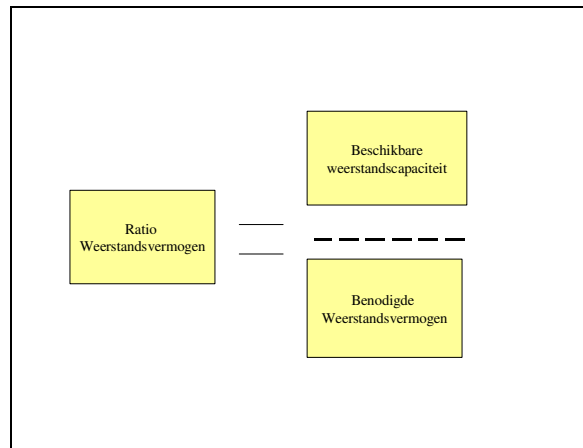 Ratio
Weerstandsvermogen
Beschikbare
weerstandscapaciteit
Benodigde
Weerstandsvermogen